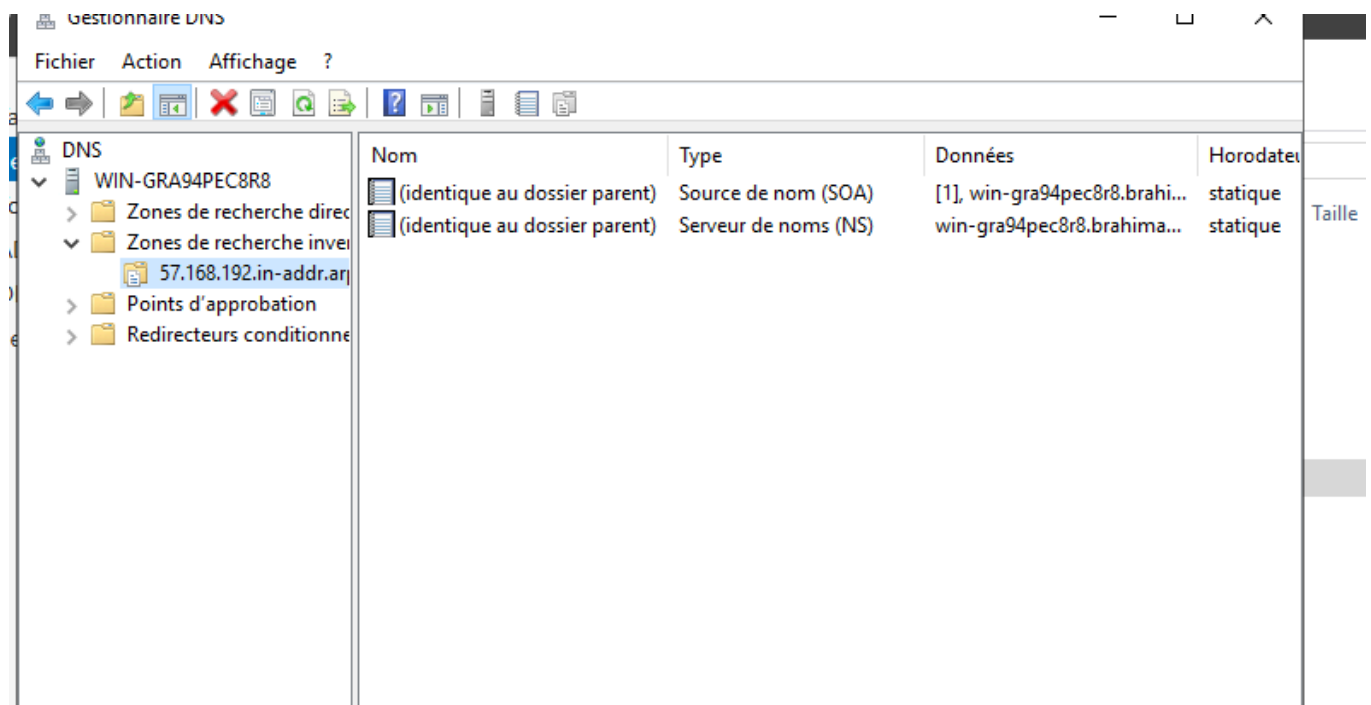 Gestionnaire DNS
Fichier Action Affichage ?
DNS
WIN-GRA94PEC8R8
Zones de recherche direc
Zones de recherche inver
57.168.192.in-addr.arp
Points d'approbation
Redirecteurs conditionne
Nom Type Données Horodateu
(identique au dossier parent) Source de nom (SOA) [1], win-gra94pec8r8.brahi... statique
(identique au dossier parent) Serveur de noms (NS) win-gra94pec8r8.brahima... statique
Taille